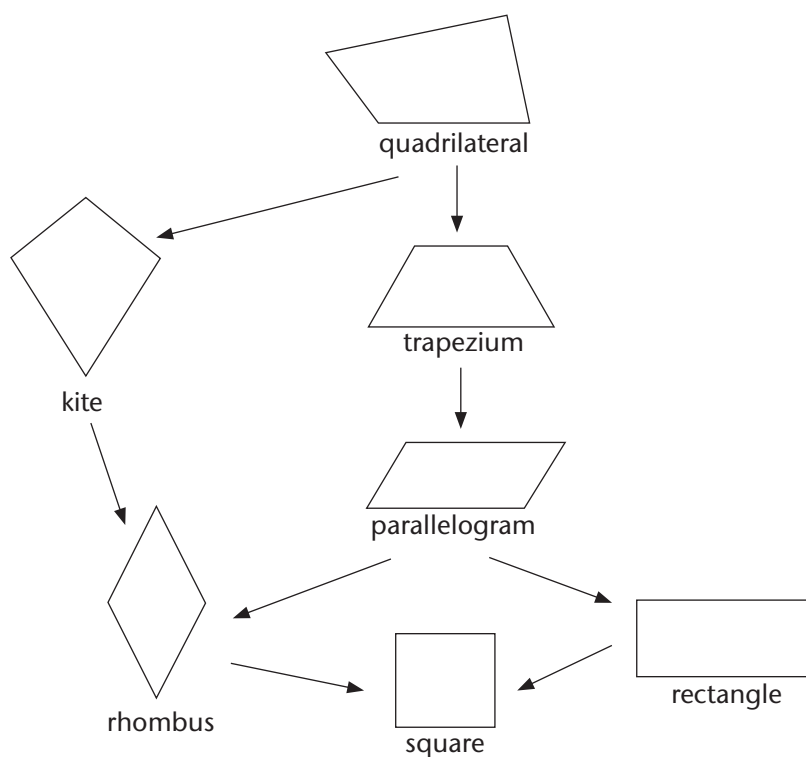 quadrilateral
trapezium
kite
parallelogram
rectangle
rhombus
square